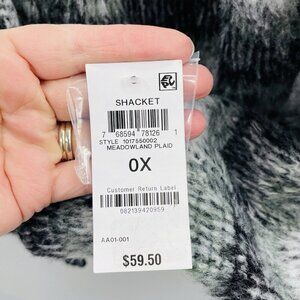 SHACKET
7 68594 78126 1
STYLE 1017550002
MEADOWLAND PLAID
0X
Customer Return Label
082139420959
AA01-001
$59.50